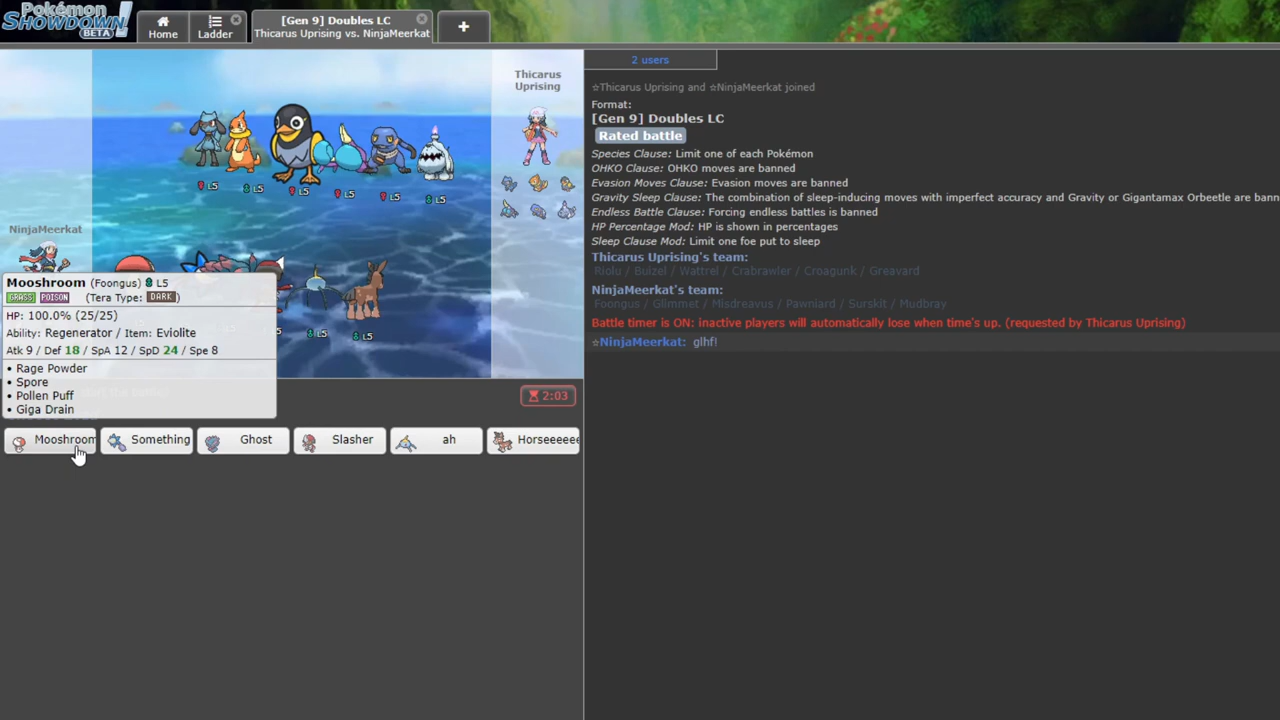 Pokémon
SHOWDOWN!
BETA
Home
Ladder
[Gen 9] Doubles LC
Thicarus Uprising vs. NinjaMeerkat
Thicarus
Uprising
L5 L5 L5 L5 L5 L5
NinjaMeerkat
L5 L5
Mooshroom (Foongus) L5
GRASS POISON (Tera Type: DARK)
HP: 100.0% (25/25)
Ability: Regenerator / Item: Eviolite
Atk 9 / Def 18 / SpA 12 / SpD 24 / Spe 8
• Rage Powder
• Spore
• Pollen Puff
• Giga Drain
2:03
Mooshroom Something Ghost Slasher ah Horseeeeee
2 users
☆Thicarus Uprising and ☆NinjaMeerkat joined
Format:
[Gen 9] Doubles LC
Rated battle
Species Clause: Limit one of each Pokémon
OHKO Clause: OHKO moves are banned
Evasion Moves Clause: Evasion moves are banned
Gravity Sleep Clause: The combination of sleep-inducing moves with imperfect accuracy and Gravity or Gigantamax Orbeetle are bann
Endless Battle Clause: Forcing endless battles is banned
HP Percentage Mod: HP is shown in percentages
Sleep Clause Mod: Limit one foe put to sleep
Thicarus Uprising's team:
Riolu / Buizel / Wattrel / Crabrawler / Croagunk / Greavard
NinjaMeerkat's team:
Foongus / Glimmet / Misdreavus / Pawniard / Surskit / Mudbray
Battle timer is ON: inactive players will automatically lose when time's up. (requested by Thicarus Uprising)
☆NinjaMeerkat: glhf!